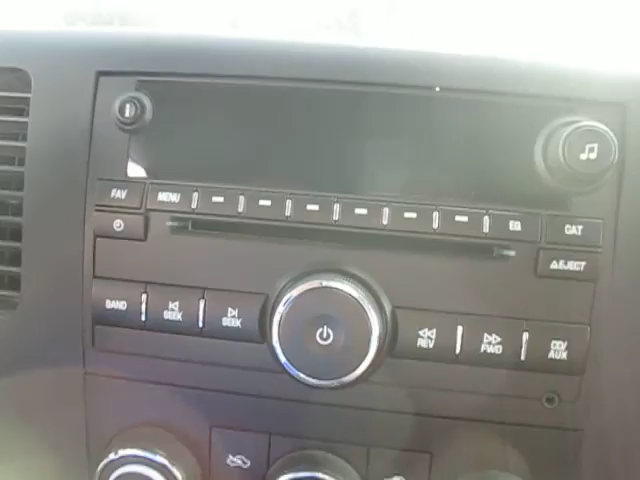 i
FAV
MENU
EQ
CAT
EJECT
BAND
SEEK
SEEK
REV
FWD
CD/
AUX